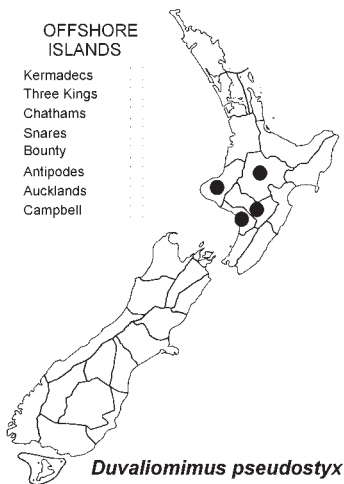 OFFSHORE
ISLANDS
Kermadecs
Three Kings
Chathams
Snares
Bounty
Antipodes
Aucklands
Campbell
Duvaliomimus pseudostyx